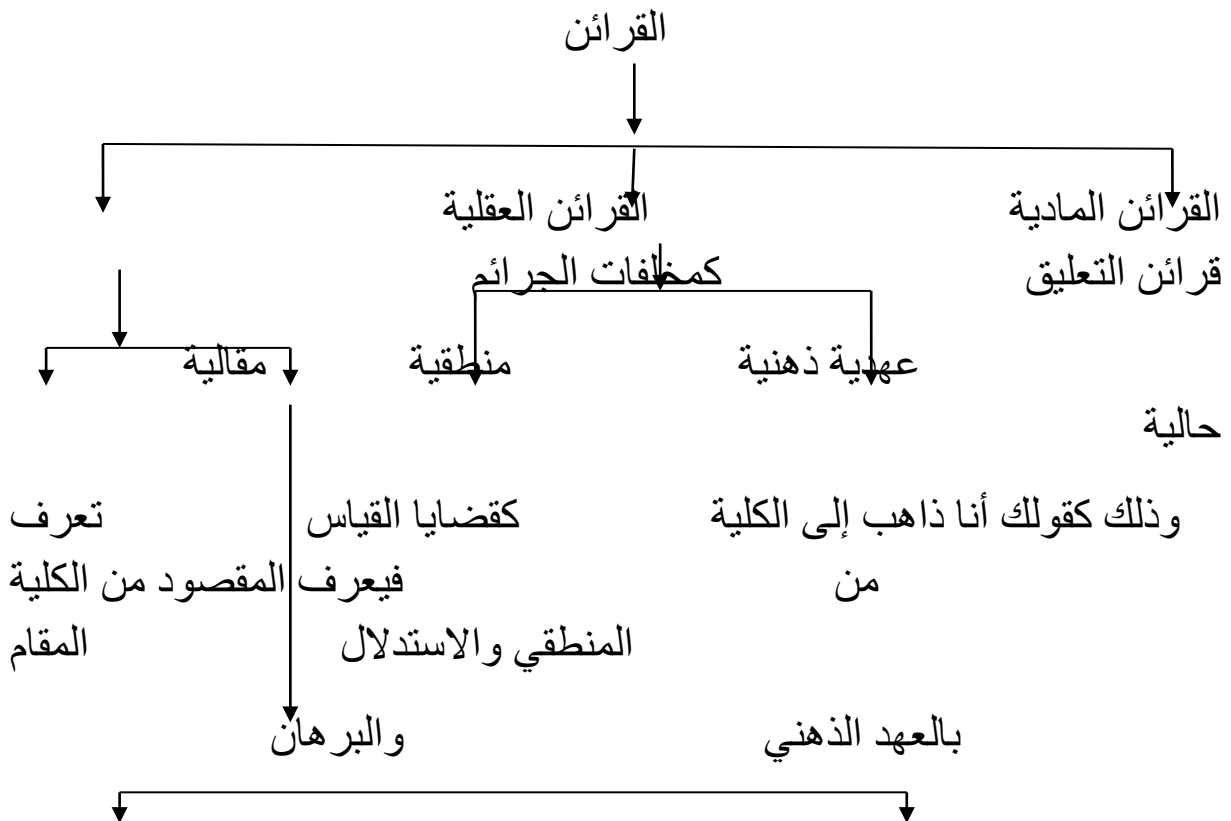 القرائن
القرائن المادية القرائن العقلية
قرائن التعليق كمخلفات الجرائم
عهدية ذهنية منطقية مقالية
حالية
وذلك كقولك أنا ذاهب إلى الكلية كقضايا القياس تعرف
من فيعرف المقصود من الكلية
المنطقي والاستدلال المقام
بالعهد الذهني والبرهان